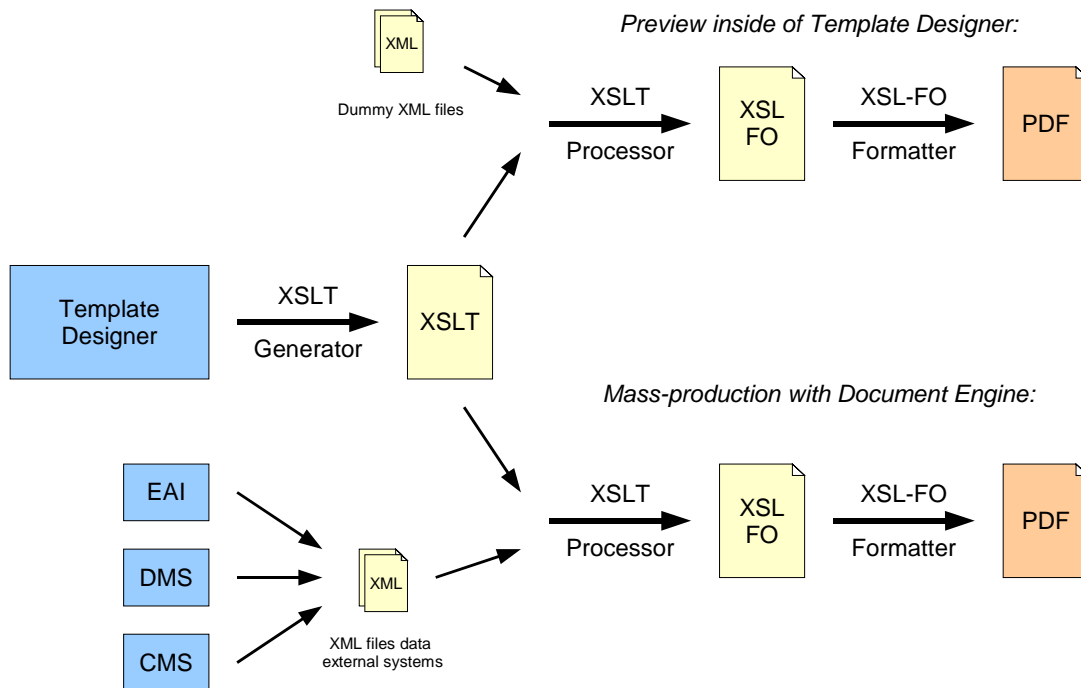 Preview inside of Template Designer:
XML
Dummy XML files
XSLT
Processor
XSL
FO
XSL-FO
Formatter
PDF
Template
Designer
XSLT
Generator
XSLT
Mass-production with Document Engine:
EAI
DMS
CMS
XML
XML files data
external systems
XSLT
Processor
XSL
FO
XSL-FO
Formatter
PDF